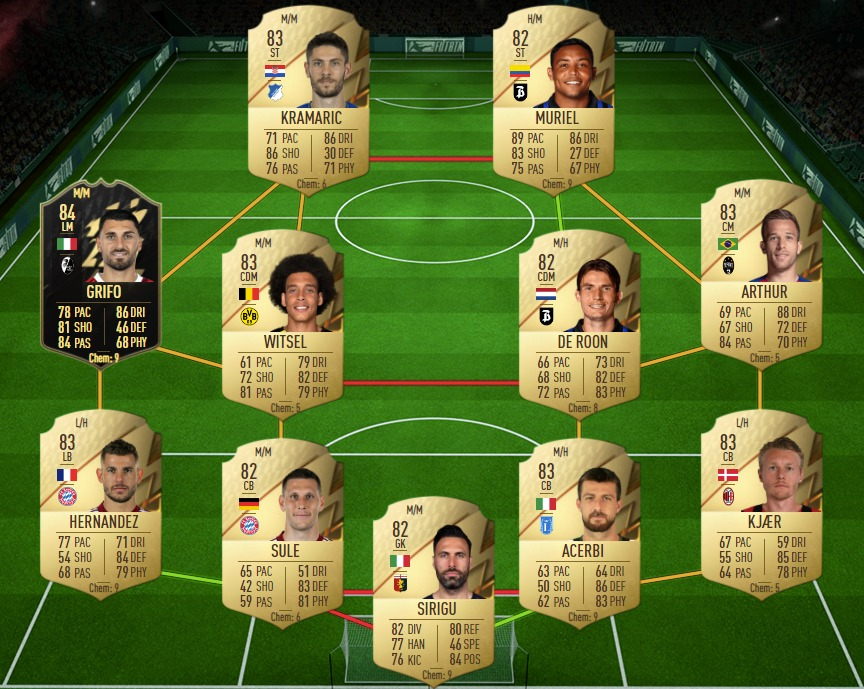 FUTBIN
M/M
83
ST
KRAMARIC
71 PAC 86 DRI
86 SHO 30 DEF
76 PAS 71 PHY
Chem: 6
H/M
82
ST
MURIEL
89 PAC 86 DRI
83 SHO 27 DEF
75 PAS 67 PHY
Chem: 9
M/M
84
LM
GRIFO
78 PAC 86 DRI
81 SHO 46 DEF
84 PAS 68 PHY
Chem: 9
M/M
83
CDM
BVB
09
WITSEL
61 PAC 79 DRI
72 SHO 82 DEF
81 PAS 79 PHY
Chem: 5
M/H
82
CDM
DE ROON
66 PAC 73 DRI
68 SHO 82 DEF
72 PAS 83 PHY
Chem: 8
M/M
83
CM
ARTHUR
69 PAC 88 DRI
67 SHO 72 DEF
84 PAS 70 PHY
Chem: 5
L/H
83
LB
HERNANDEZ
77 PAC 71 DRI
54 SHO 84 DEF
68 PAS 79 PHY
Chem: 9
M/M
82
CB
SULE
65 PAC 51 DRI
42 SHO 83 DEF
59 PAS 81 PHY
Chem: 6
M/M
82
GK
SIRIGU
82 DIV 80 REF
77 HAN 46 SPE
76 KIC 84 POS
Chem: 9
M/H
83
CB
ACERBI
63 PAC 64 DRI
50 SHO 86 DEF
62 PAS 83 PHY
Chem: 9
L/H
83
CB
KJÆR
67 PAC 59 DRI
55 SHO 85 DEF
64 PAS 78 PHY
Chem: 5